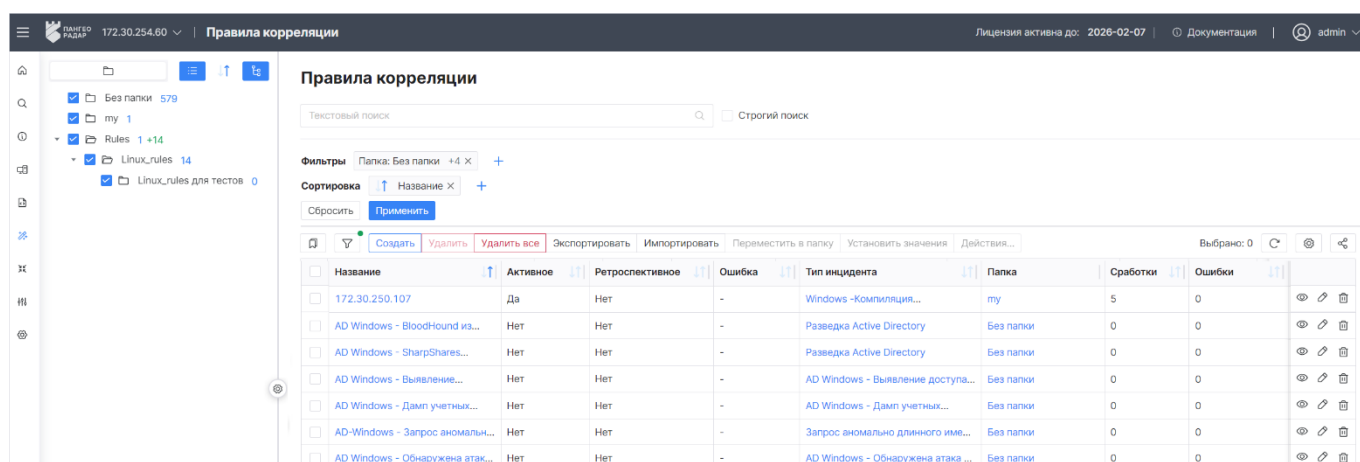 ПАНГЕО РАДАР 172.30.254.60 Правила корреляции Лицензия активна до: 2026-02-07 Документация admin
Без папки 579
my 1
Rules 1 +14
Linux_rules 14
Linux_rules для тестов 0
Правила корреляции
Текстовый поиск Строгий поиск
Фильтры Папка: Без папки +4 × +
Сортировка Название × +
Сбросить Применить
Создать Удалить Удалить все Экспортировать Импортировать Переместить в папку Установить значения Действия... Выбрано: 0
Название Активное Ретроспективное Ошибка Тип инцидента Папка Сработки Ошибки
172.30.250.107 Да Нет - Windows -Компиляция... my 5 0
AD Windows - BloodHound из... Нет Нет - Разведка Active Directory Без папки 0 0
AD Windows - SharpShares... Нет Нет - Разведка Active Directory Без папки 0 0
AD Windows - Выявление... Нет Нет - AD Windows - Выявление доступа... Без папки 0 0
AD Windows - Дамп учетных... Нет Нет - AD Windows - Дамп учетных... Без папки 0 0
AD-Windows - Запрос аномальн... Нет Нет - Запрос аномально длинного име... Без папки 0 0
AD Windows - Обнаружена атак... Нет Нет - AD Windows - Обнаружена атака ... Без папки 0 0